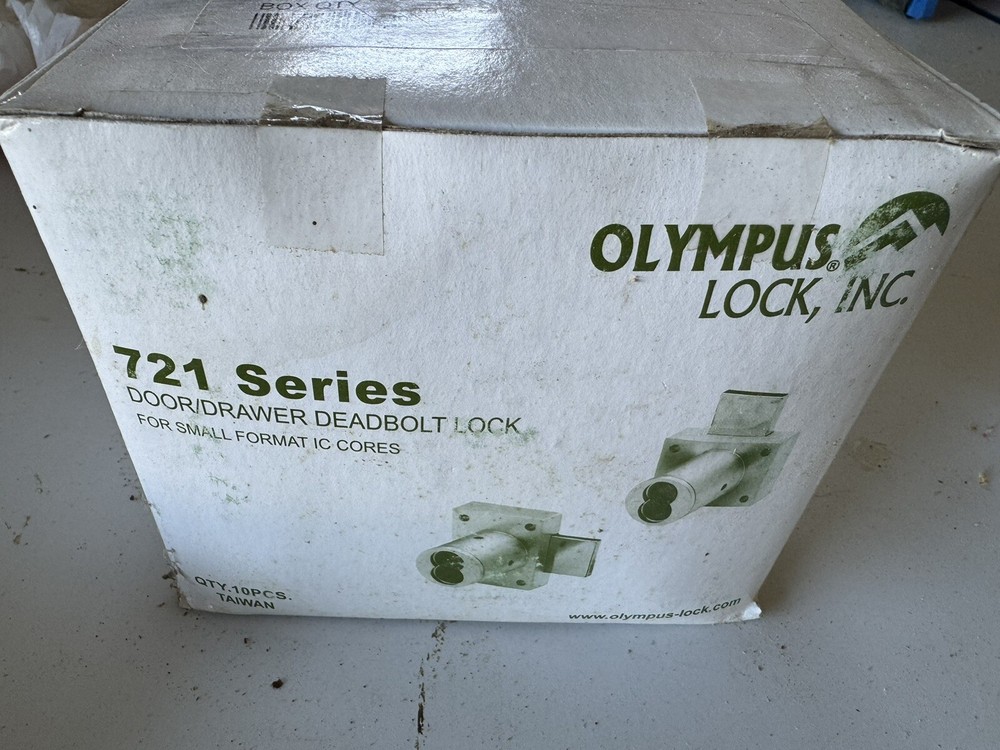 BOX QTY
OLYMPUS®
LOCK, INC.
721 Series
DOOR/DRAWER DEADBOLT LOCK
FOR SMALL FORMAT IC CORES
QTY.10PCS.
TAIWAN
www.olympus-lock.com